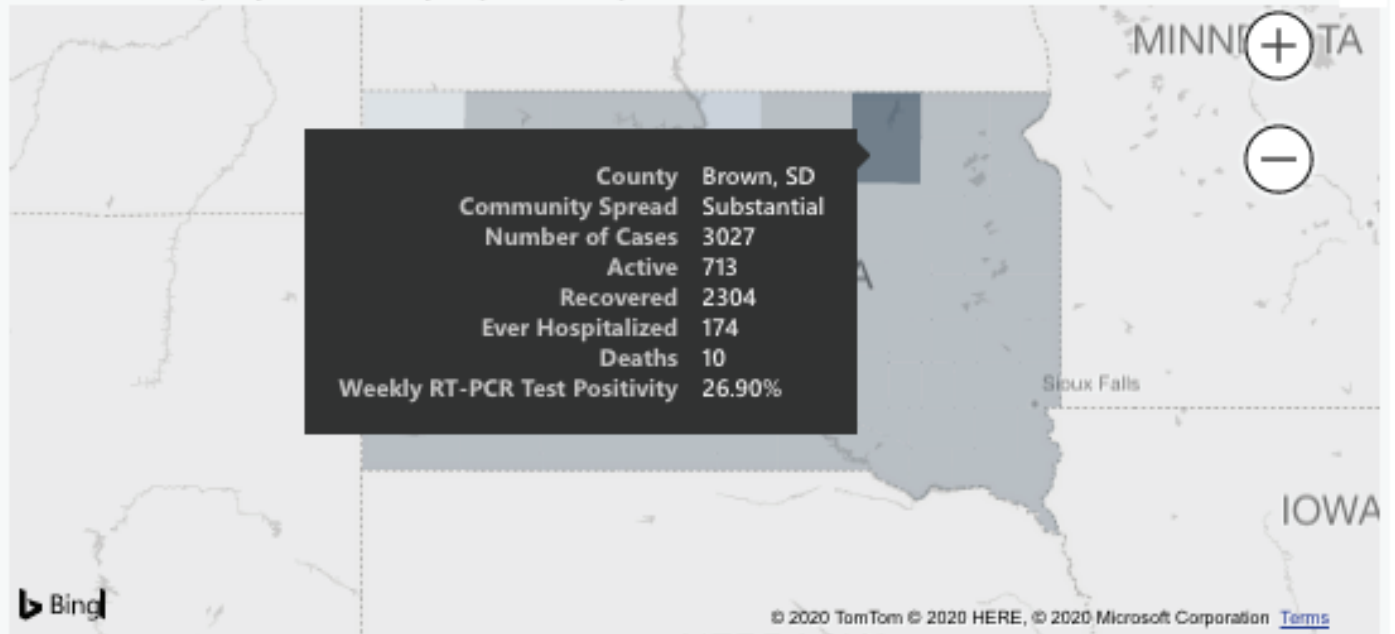 MINNE TA
County Brown, SD
Community Spread Substantial
Number of Cases 3027
Active 713
A
Recovered 2304
Ever Hospitalized 174
Deaths 10
Weekly RT-PCR Test Positivity 26.90%
Sioux Falls
IOWA
Bing
© 2020 TomTom © 2020 HERE, © 2020 Microsoft Corporation Terms